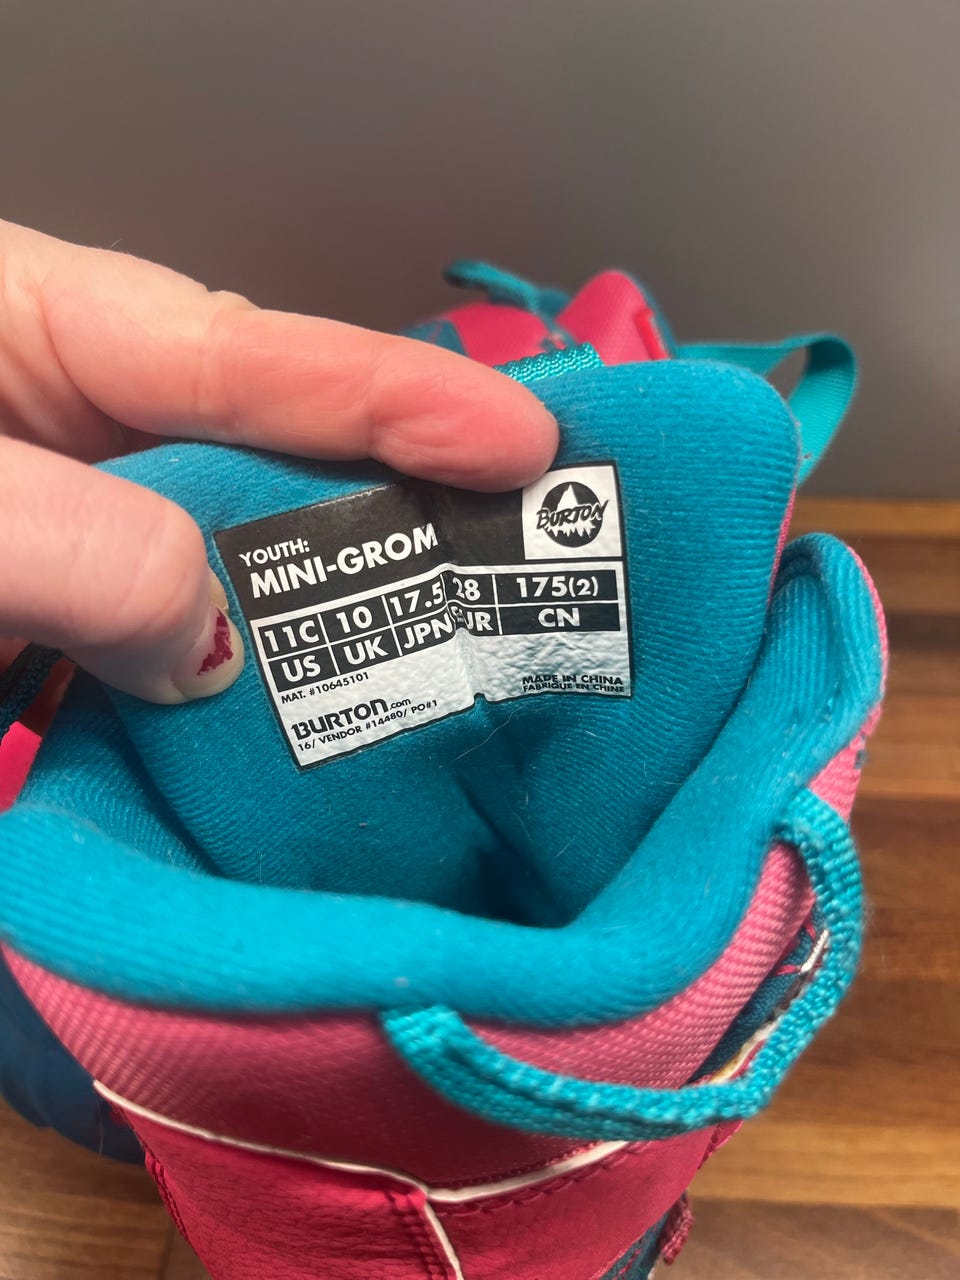 BURTON
YOUTH:
MINI-GROM
11C 10 17.5 28 175(2)
US UK JPN EUR CN
MAT. #10645101
MADE IN CHINA
FABRIQUE EN CHINE
BURTON.com
16/ VENDOR #14480/ PO#1